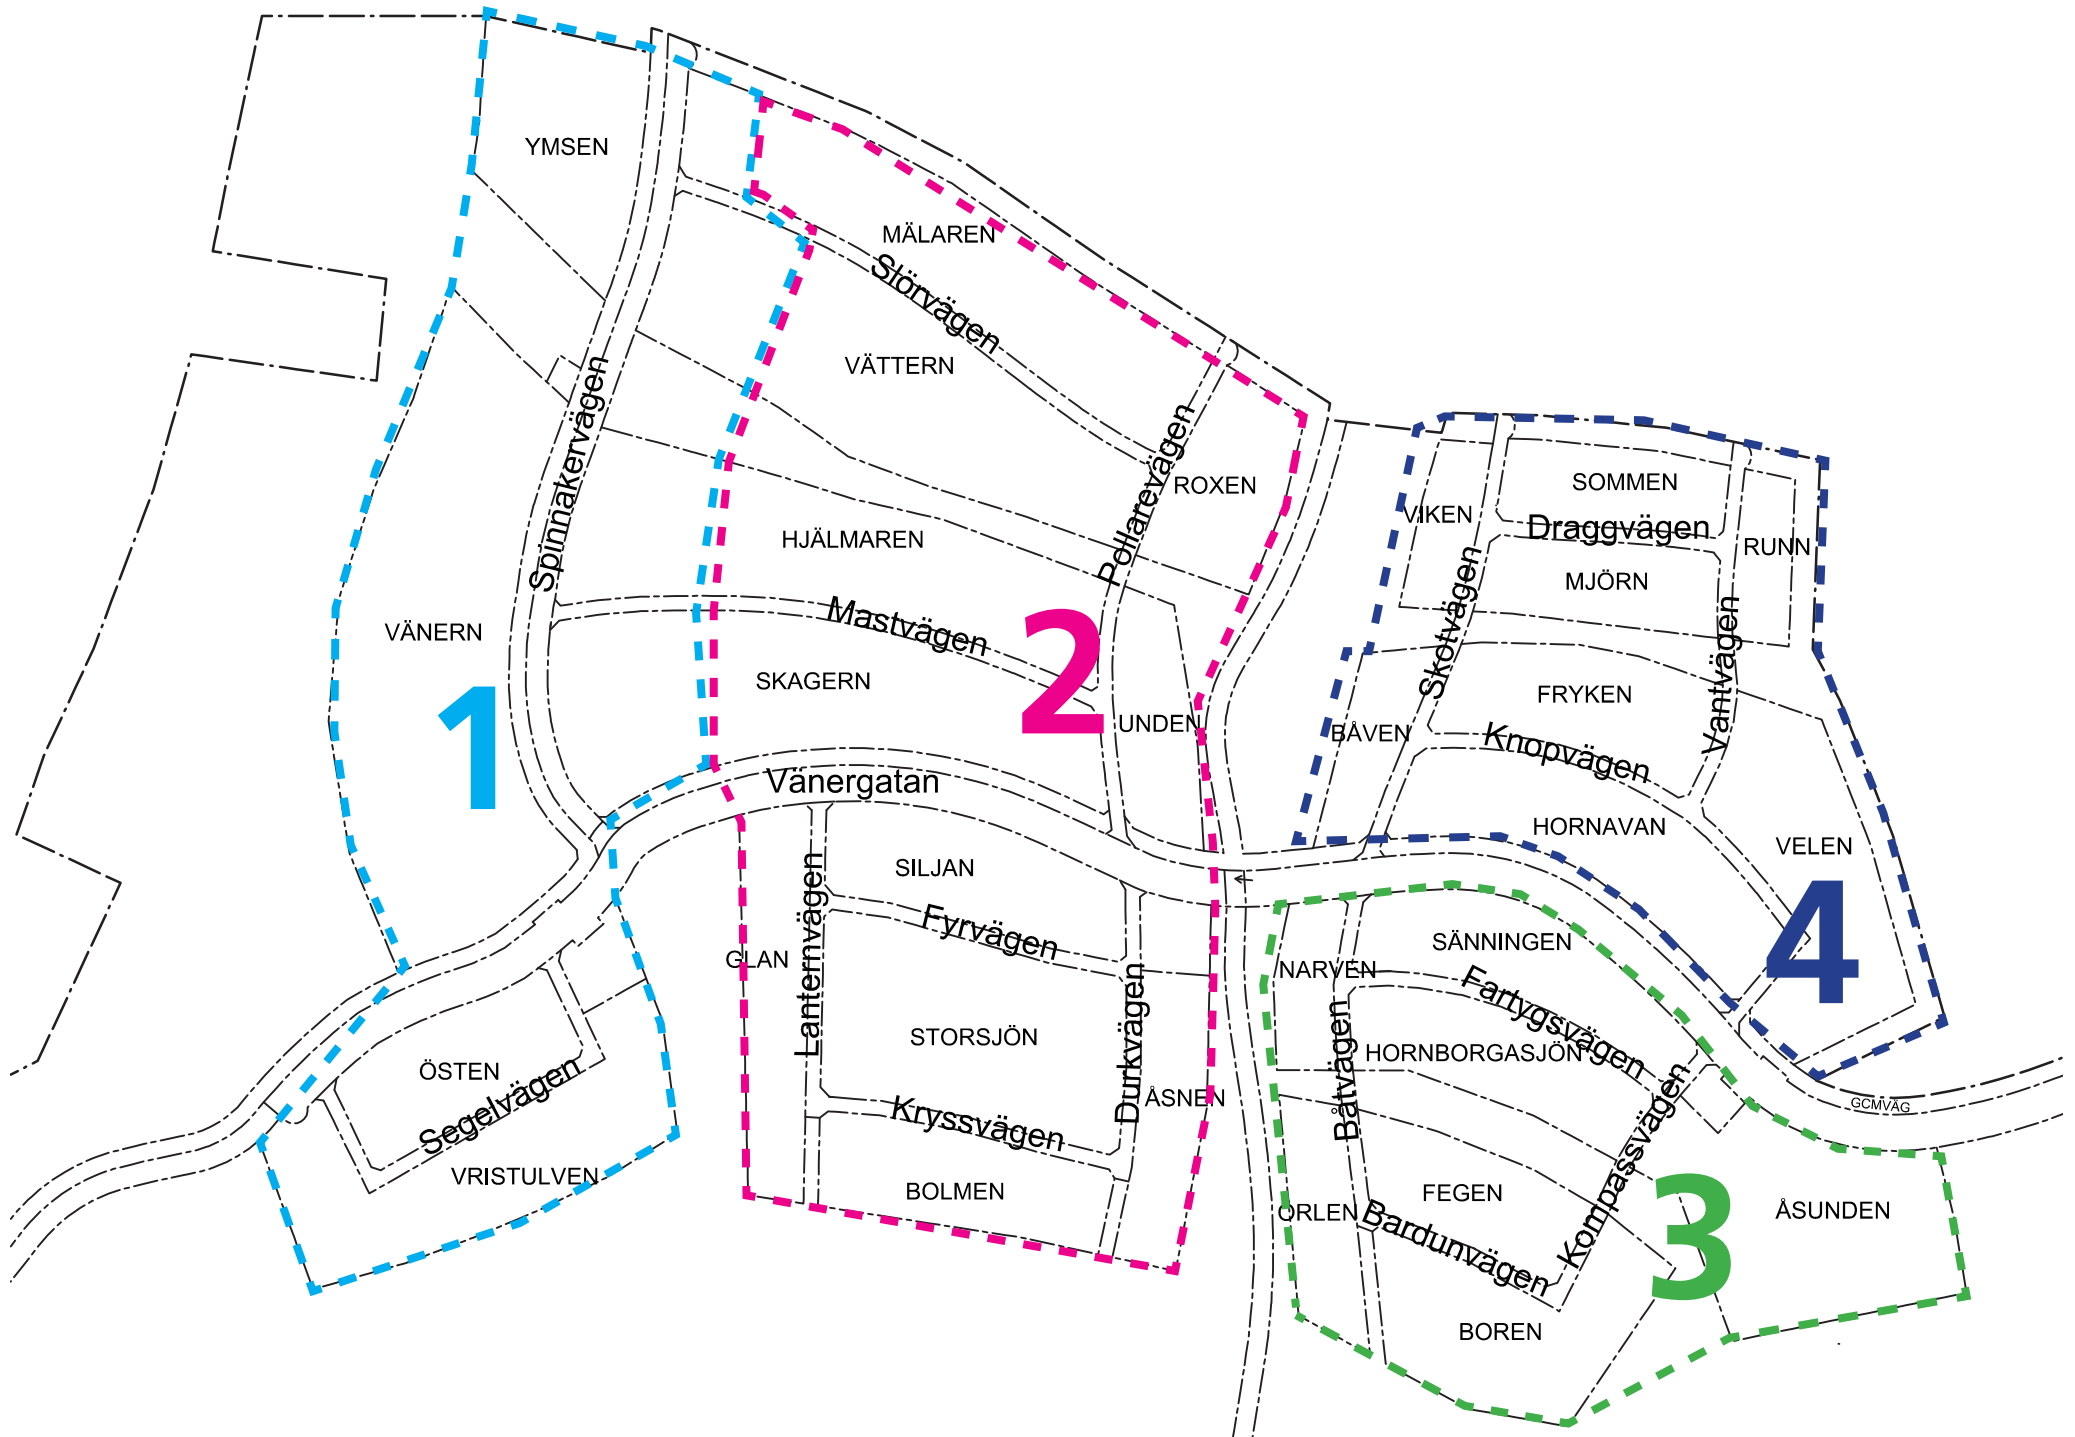 YMSEN
MÄLAREN
Slörvägen
VÄTTERN
Spinnakervägen
Pollarevägen
ROXEN
HJÄLMAREN
Mastvägen
VÄNERN
SKAGERN
UNDEN
1
2
Vänergatan
SOMMEN
VIKEN
Draggvägen
RUNN
MJÖRN
Skotvägen
Vantvägen
FRYKEN
BÅVEN
Knopvägen
HORNAVAN
VELEN
4
SILJAN
Lanternvägen
Fyrvägen
GLAN
STORSJÖN
Durkvägen
ÅSNEN
Kryssvägen
BOLMEN
ÖSTEN
Segelvägen
VRISTULVEN
SÄNNINGEN
NARVEN
Fartygsvägen
HORNBORGASJÖN
Båtvägen
GCMVÄG
Kompassvägen
FEGEN
ORLEN
Bardunvägen
3
ÅSUNDEN
BOREN